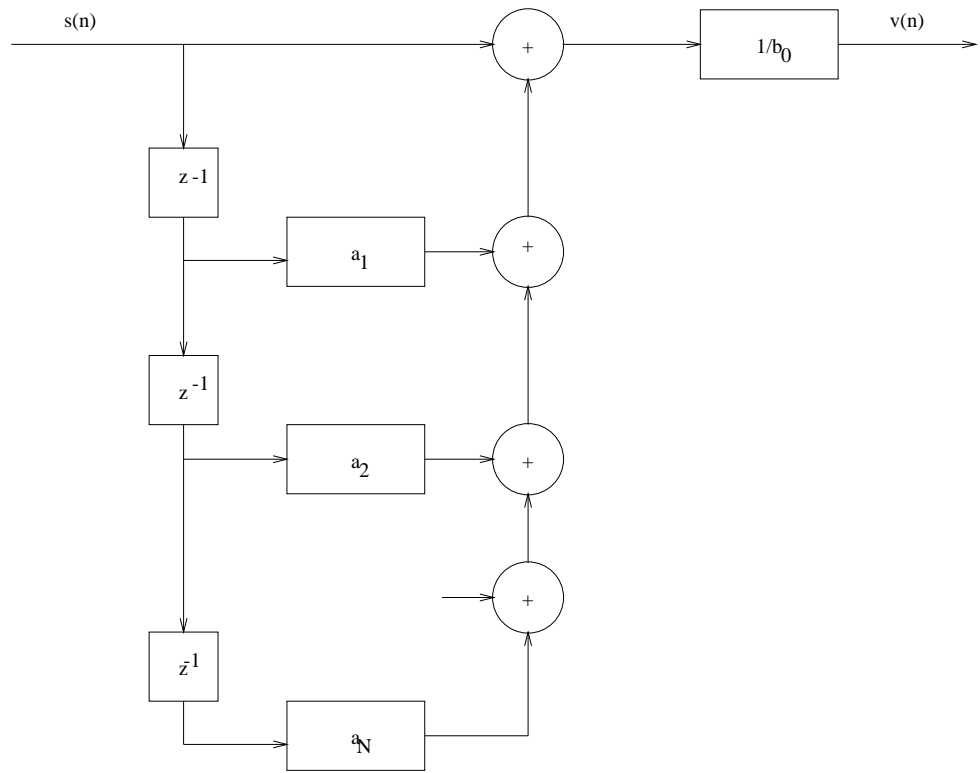 s(n)
v(n)
+
1/b0
z-1
a1
+
z-1
a2
+
+
z-1
aN